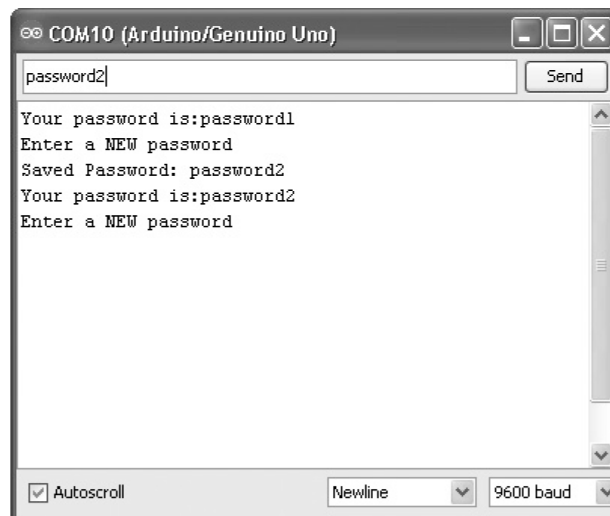 COM10 (Arduino/Genuino Uno)
password2
Send
Your password is:password1
Enter a NEW password
Saved Password: password2
Your password is:password2
Enter a NEW password
Autoscroll
Newline
9600 baud